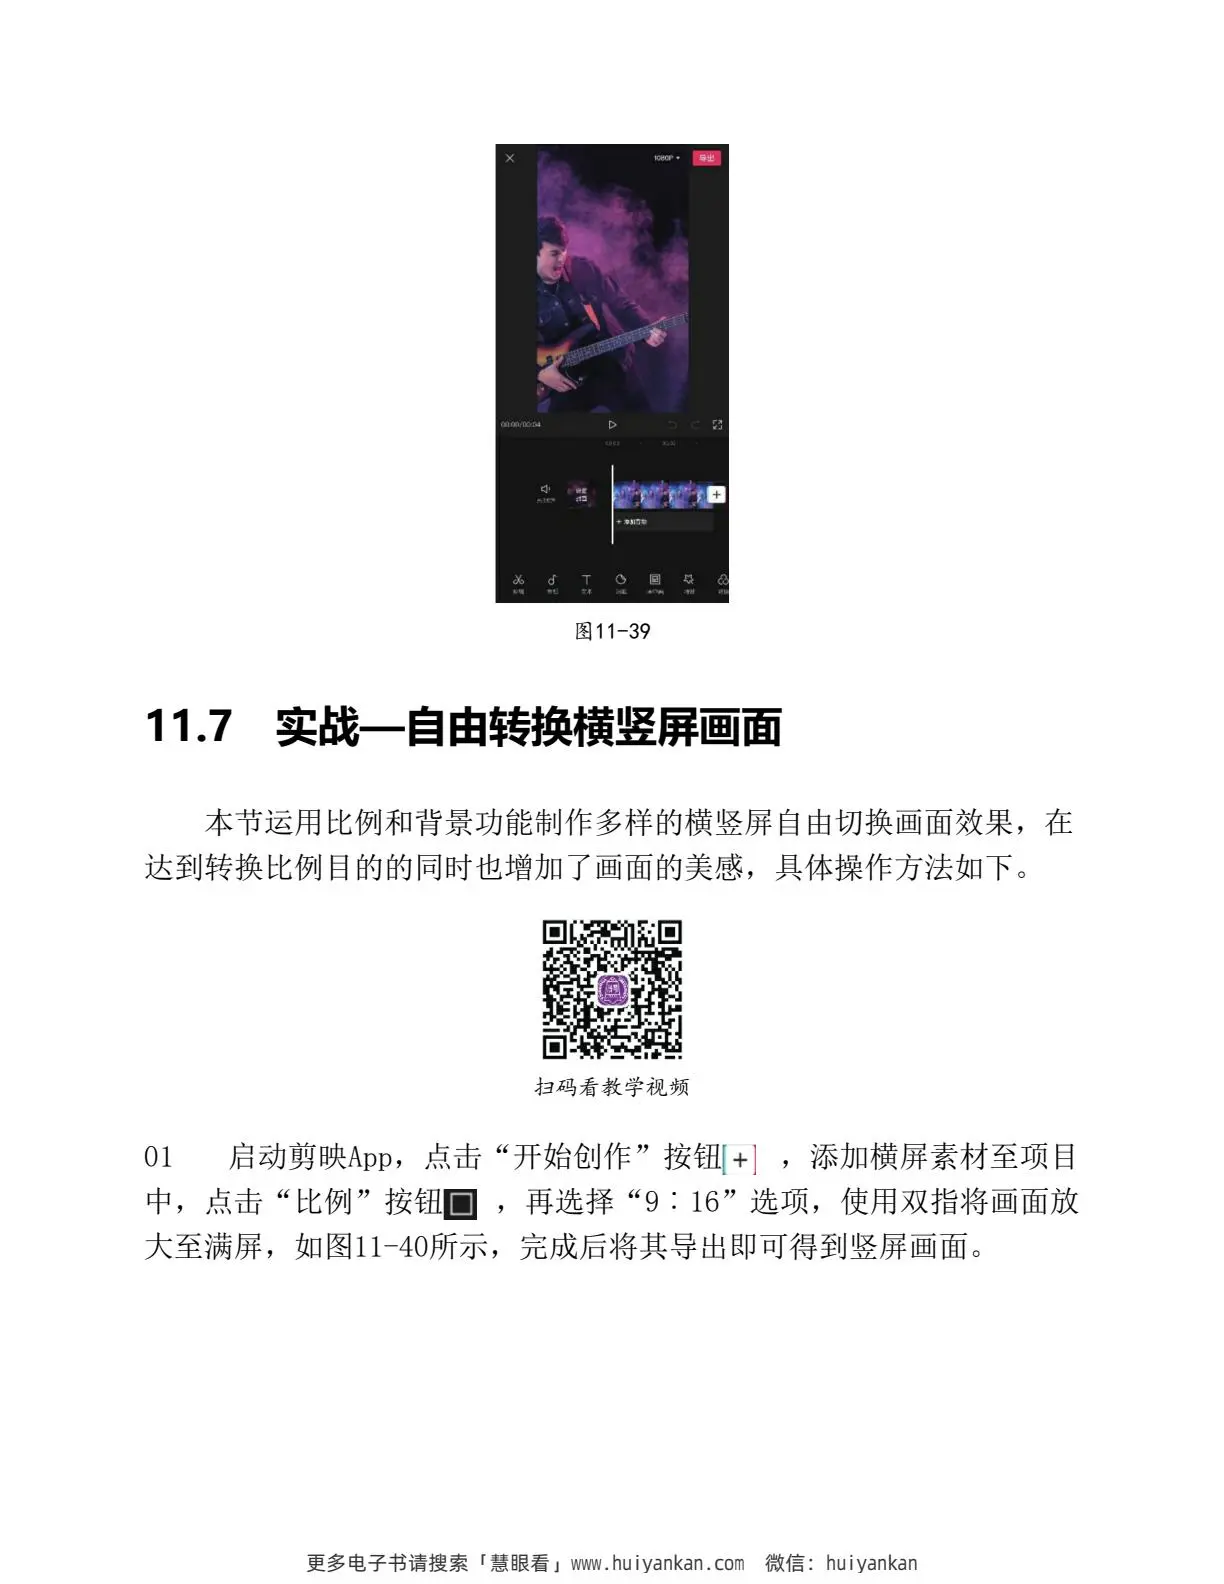 1080P
导出
00:00/00:04
+ 添加音频
图11-39
11.7 实战—自由转换横竖屏画面
本节运用比例和背景功能制作多样的横竖屏自由切换画面效果，在
达到转换比例目的的同时也增加了画面的美感，具体操作方法如下。
扫码看教学视频
01 启动剪映App，点击“开始创作”按钮 ，添加横屏素材至项目
中，点击“比例”按钮 ，再选择“9∶16”选项，使用双指将画面放
大至满屏，如图11-40所示，完成后将其导出即可得到竖屏画面。
更多电子书请搜索「慧眼看」www.huiyankan.com 微信：huiyankan